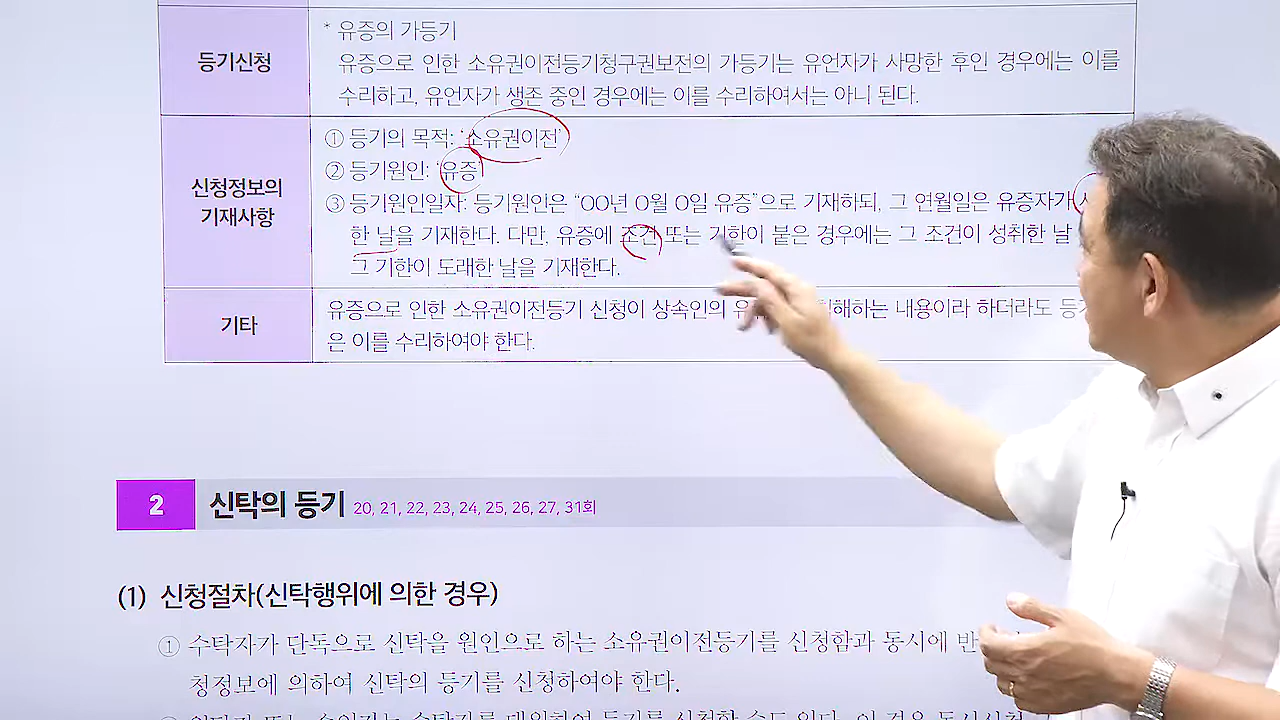 등기신청
* 유증의 가등기
유증으로 인한 소유권이전등기청구권보전의 가등기는 유언자가 사망한 후인 경우에는 이를
수리하고, 유언자가 생존 중인 경우에는 이를 수리하여서는 아니 된다.
신청정보의
기재사항
① 등기의 목적: ‘소유권이전’
② 등기원인: ‘유증’
③ 등기원인일자: 등기원인은 “OO년 O월 O일 유증”으로 기재하되, 그 연월일은 유증자가
한 날을 기재한다. 다만, 유증에 조건 또는 기한이 붙은 경우에는 그 조건이 성취한 날
그 기한이 도래한 날을 기재한다.
기타
유증으로 인한 소유권이전등기 신청이 상속인의
내용이라 하더라도
은 이를 수리하여야 한다.
2 신탁의 등기 20, 21, 22, 23, 24, 25, 26, 27, 31회
(1) 신청절차(신탁행위에 의한 경우)
① 수탁자가 단독으로 신탁을 원인으로 하는 소유권이전등기를 신청함과 동시에
청정보에 의하여 신탁의 등기를 신청하여야 한다.